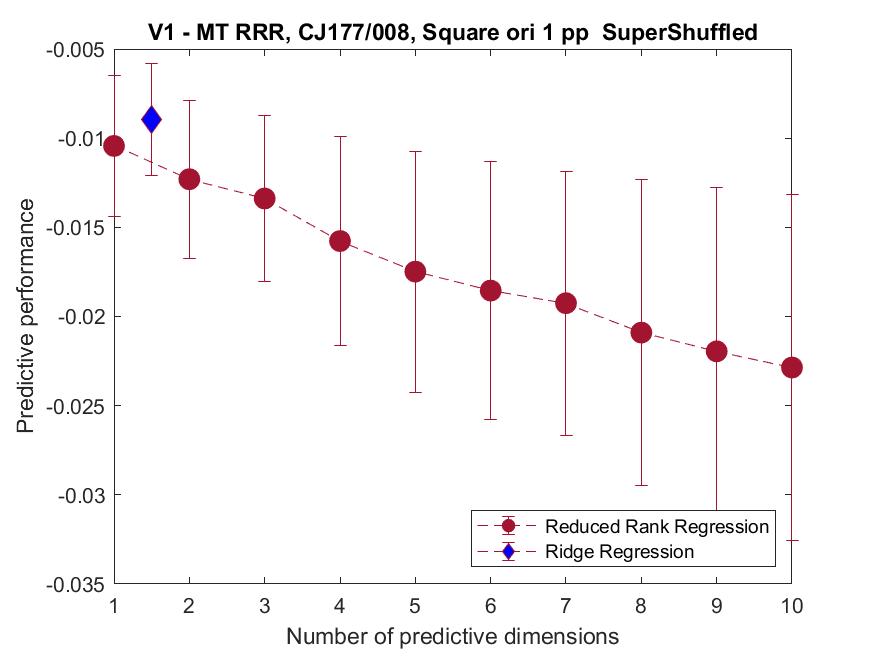 V1 - MT RRR, CJ177/008, Square ori 1 pp  SuperShuffled
-0.005
-0.01
-0.015
-0.02
-0.025
-0.03
-0.035
Predictive performance
Reduced Rank Regression
Ridge Regression
1 2 3 4 5 6 7 8 9 10
Number of predictive dimensions